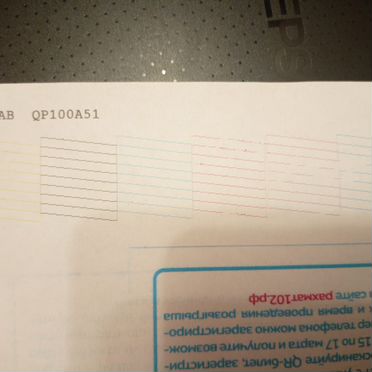 EPS
AB QP100A51
сканируйте QR-билет, зарегистри-
15 по 17 марта и получите возмож-
телефона можно зарегистриро-
и время проведения розыгрыша
сайте рахмат102.рф